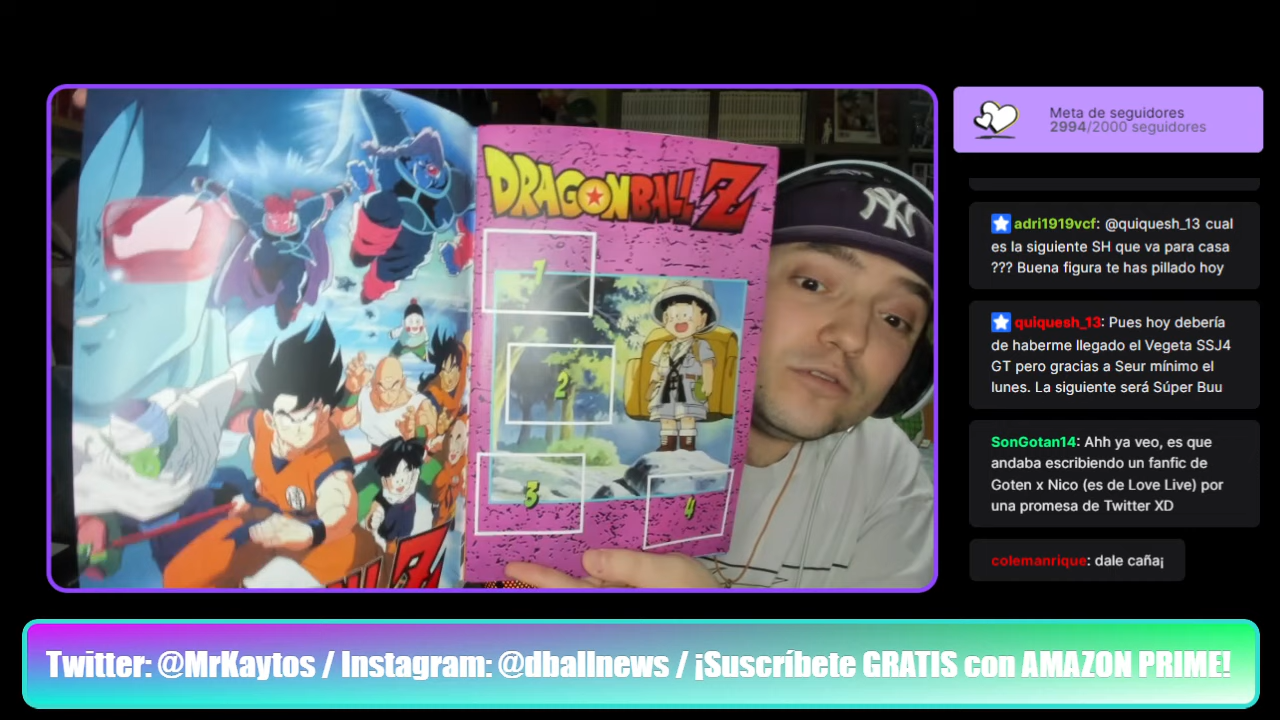 DRAGON BALL Z
1
2
3
4
NY
Z
Meta de seguidores
2994/2000 seguidores
adri1919vcf: @quiquesh_13 cual
es la siguiente SH que va para casa
??? Buena figura te has pillado hoy
quiquesh_13: Pues hoy debería
de haberme llegado el Vegeta SSJ4
GT pero gracias a Seur mínimo el
lunes. La siguiente será Súper Buu
SonGotan14: Ahh ya veo, es que
andaba escribiendo un fanfic de
Goten x Nico (es de Love Live) por
una promesa de Twitter XD
colemanrique: dale caña¡
Twitter: @MrKaytos / Instagram: @dballnews / ¡Suscríbete GRATIS con AMAZON PRIME!